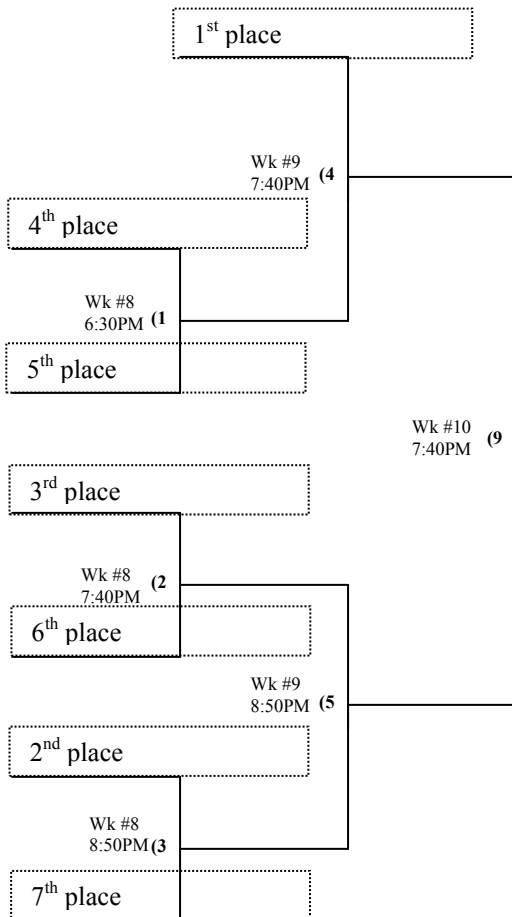 1st place
Wk #9
7:40PM (4
4th place
Wk #8
6:30PM (1
5th place
Wk #10
7:40PM (9
3rd place
Wk #8
7:40PM (2
6th place
Wk #9
8:50PM (5
2nd place
Wk #8
8:50PM (3
7th place